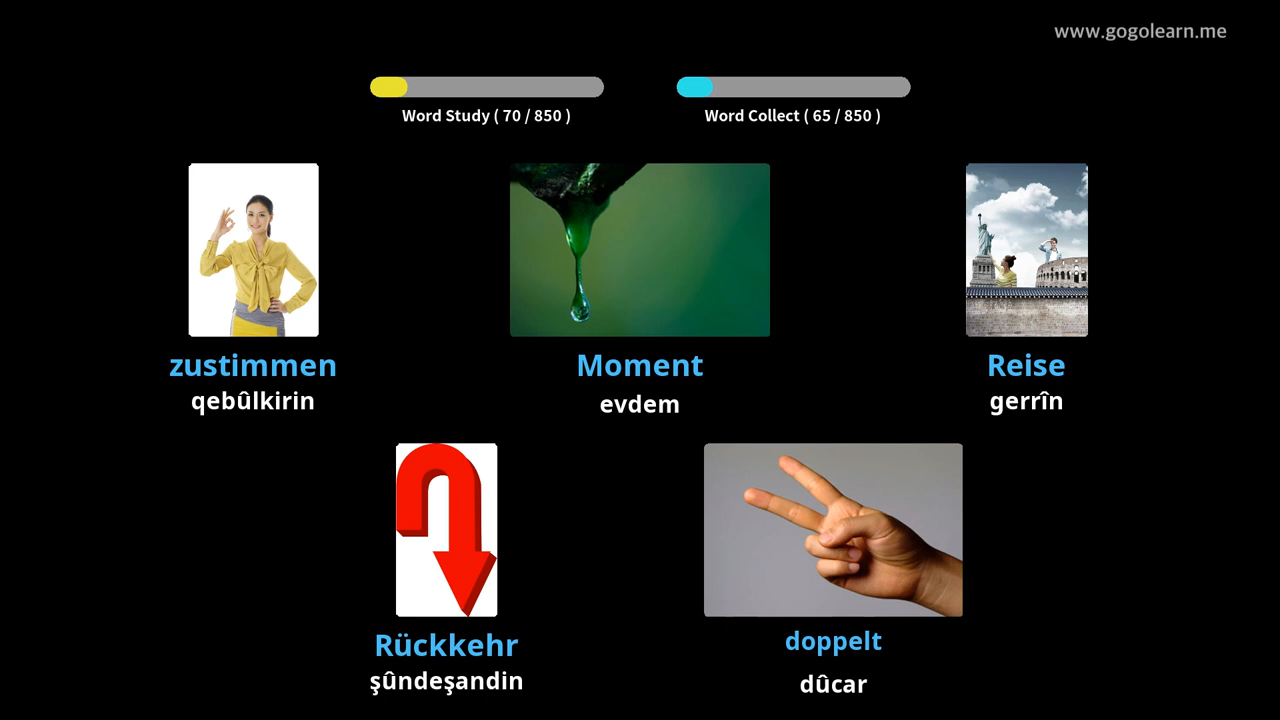 www.gogolearn.me
Word Study ( 70 / 850 )
Word Collect ( 65 / 850 )
zustimmen
qebûlkirin
Moment
evdem
Reise
gerrîn
Rückkehr
şûndeşandin
doppelt
dûcar